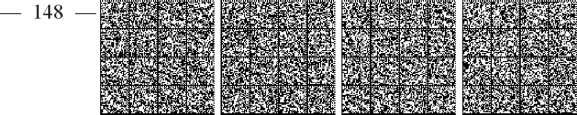 — 148 —